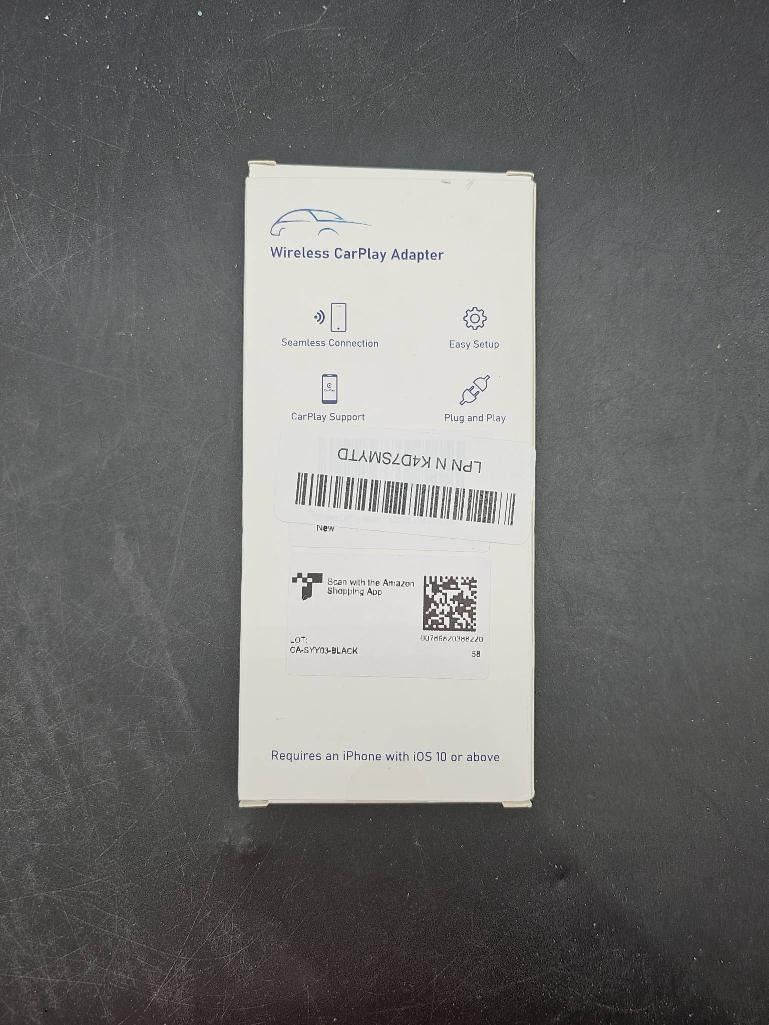 Wireless CarPlay Adapter
Seamless Connection
Easy Setup
CarPlay Support
Plug and Play
LPN N K4D7SMYTD
New
Scan with the Amazon
Shopping App
LOT:
CA-SYY03-BLACK
58
Requires an iPhone with iOS 10 or above